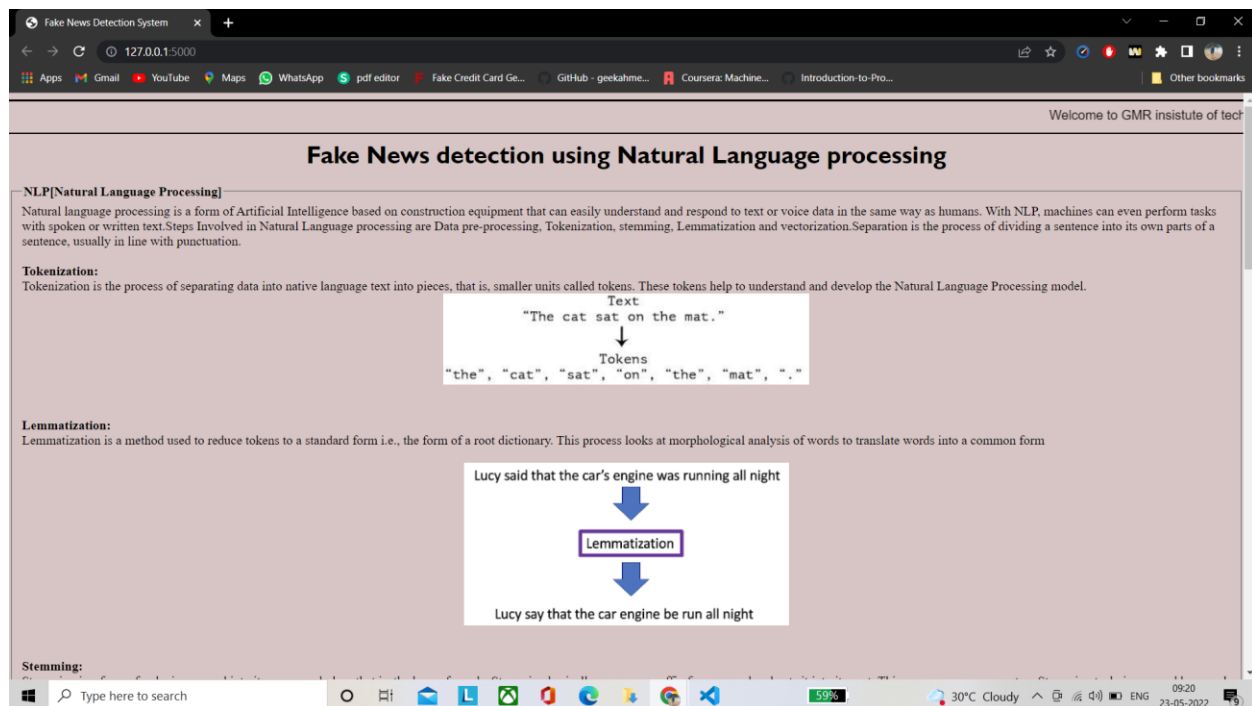 Fake News Detection System
127.0.0.1:5000
Apps Gmail YouTube Maps WhatsApp pdf editor Fake Credit Card Ge... GitHub - geekahme... Coursera: Machine... Introduction-to-Pro... Other bookmarks
Welcome to GMR insistute of tech
Fake News detection using Natural Language processing
NLP[Natural Language Processing]
Natural language processing is a form of Artificial Intelligence based on construction equipment that can easily understand and respond to text or voice data in the same way as humans. With NLP, machines can even perform tasks
with spoken or written text.Steps Involved in Natural Language processing are Data pre-processing, Tokenization, stemming, Lemmatization and vectorization.Separation is the process of dividing a sentence into its own parts of a
sentence, usually in line with punctuation.
Tokenization:
Tokenization is the process of separating data into native language text into pieces, that is, smaller units called tokens. These tokens help to understand and develop the Natural Language Processing model.
Text
"The cat sat on the mat."
Tokens
"the", "cat", "sat", "on", "the", "mat", "."
Lemmatization:
Lemmatization is a method used to reduce tokens to a standard form i.e., the form of a root dictionary. This process looks at morphological analysis of words to translate words into a common form
Lucy said that the car's engine was running all night
Lemmatization
Lucy say that the car engine be run all night
Stemming:
Type here to search
59%
30°C Cloudy
ENG
09:20
23-05-2022